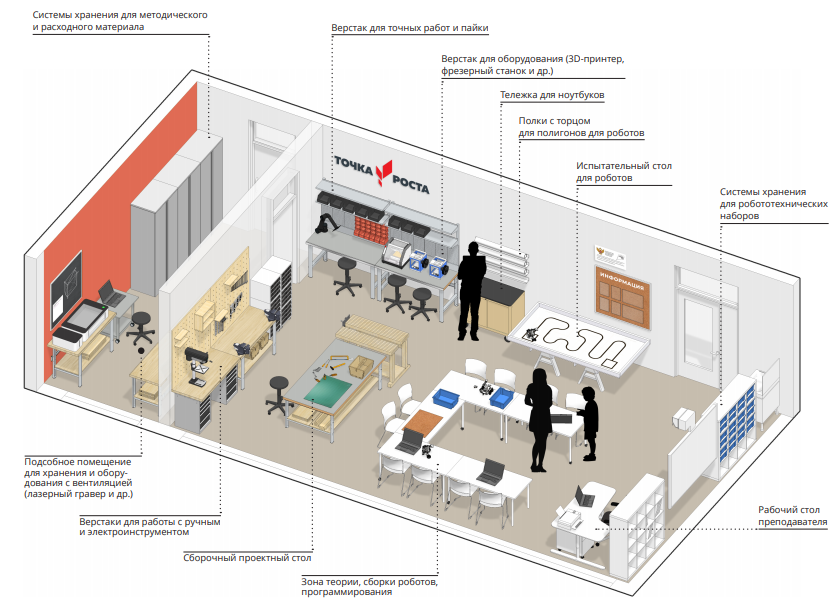 Системы хранения для методического
и расходного материала
Верстак для точных работ и пайки
Верстак для оборудования (3D-принтер,
фрезерный станок и др.)
Тележка для ноутбуков
Полки с торцом
для полигонов для роботов
Испытательный стол
для роботов
Системы хранения
для робототехнических
наборов
ТОЧКА РОСТА
ИНФОРМАЦИЯ
Подсобное помещение
для хранения и обору-
дования с вентиляцией
(лазерный гравер и др.)
Верстаки для работы с ручным
и электроинструментом
Сборочный проектный стол
Зона теории, сборки роботов,
программирования
Рабочий стол
преподавателя